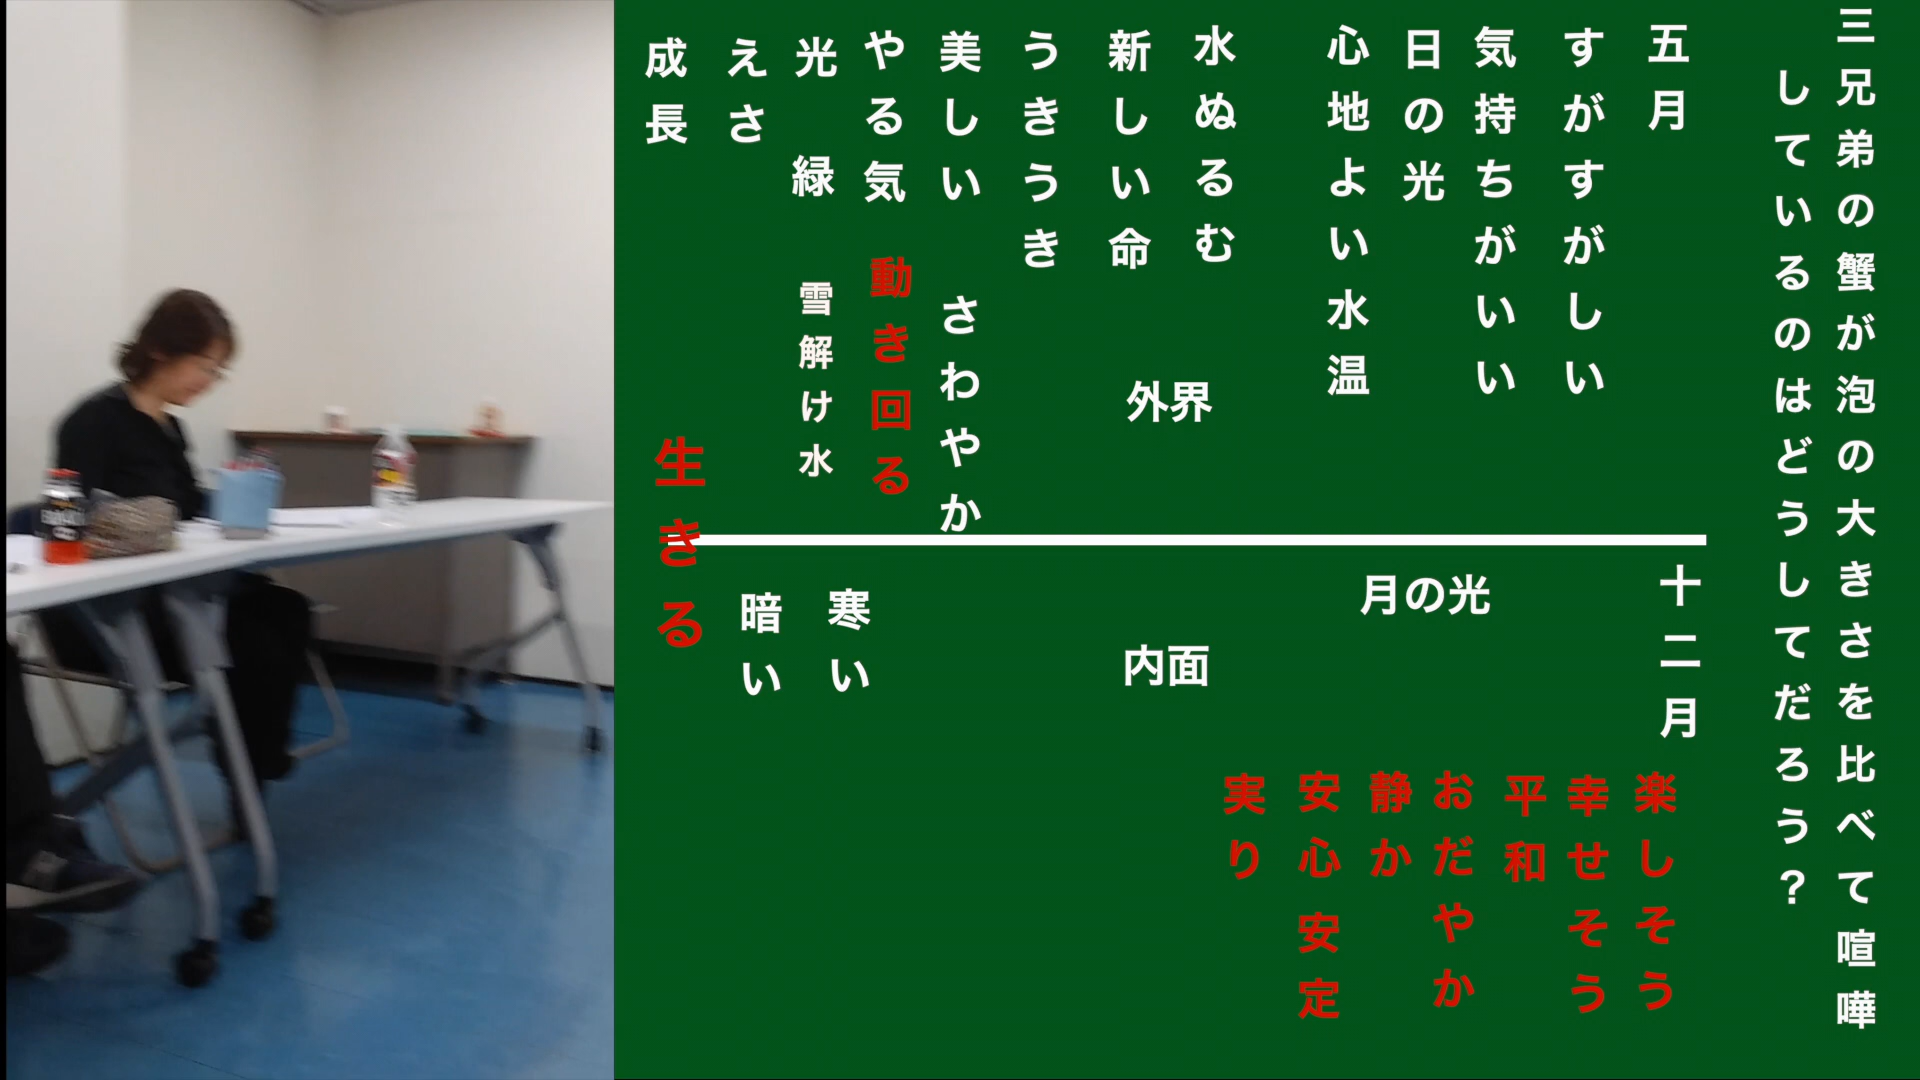 三兄弟の蟹が泡の大きさを比べて喧嘩
しているのはどうしてだろう？
五月
すがすがしい
気持ちがいい
日の光
心地よい水温
水ぬるむ
新しい命
外界
うきうき
美しい さわやか
やる気 動き回る
光 緑 雪解け水
えさ
成長
生きる
十二月
月の光
内面
寒い
暗い
楽しそう
幸せそう
平和
おだやか
静か
安心 安定
実り